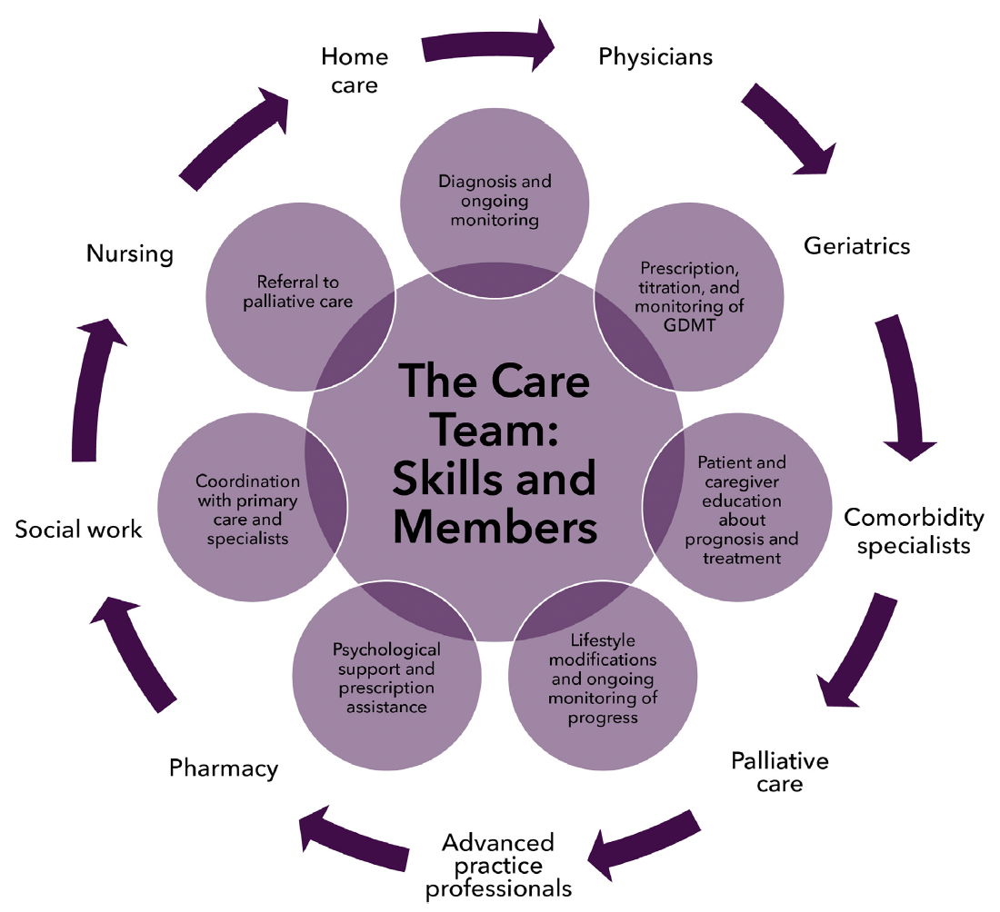 Home
care
Physicians
Geriatrics
Comorbidity
specialists
Palliative
care
Advanced
practice
professionals
Pharmacy
Social work
Nursing
Diagnosis and
ongoing
monitoring
Prescription,
titration, and
monitoring of
GDMT
Patient and
caregiver
education
about
prognosis and
treatment
Lifestyle
modifications
and ongoing
monitoring of
progress
Psychological
support and
prescription
assistance
Coordination
with primary
care and
specialists
Referral to
palliative care
The Care
Team:
Skills and
Members